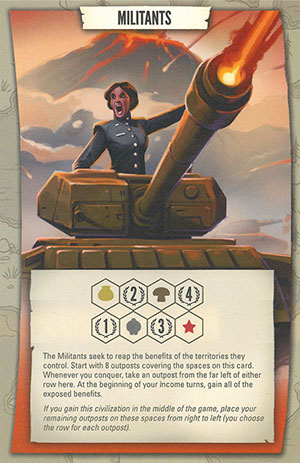 MILITANTS
2 4
1 3
The Militants seek to reap the benefits of the territories they
control. Start with 8 outposts covering the spaces on this card.
Whenever you conquer, take an outpost from the far left of either
row here. At the beginning of your income turns, gain all of the
exposed benefits.
If you gain this civilization in the middle of the game, place your
remaining outposts on these spaces from right to left (you choose
the row for each outpost).